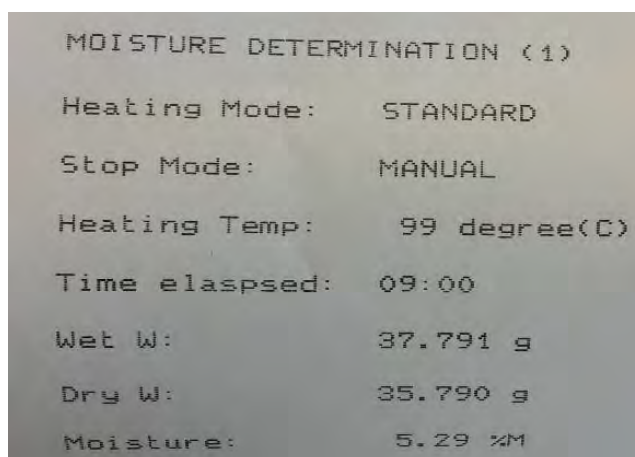 MOISTURE DETERMINATION (1)
Heating Mode: STANDARD
Stop Mode: MANUAL
Heating Temp: 99 degree(C)
Time elaspsed: 09:00
Wet W: 37.791 g
Dry W: 35.790 g
Moisture: 5.29 %M